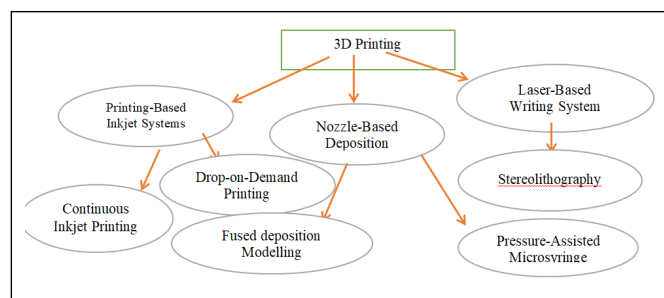 3D Printing
Printing-Based
Inkjet Systems
Nozzle-Based
Deposition
Laser-Based
Writing System
Drop-on-Demand
Printing
Stereolithography
Continuous
Inkjet Printing
Fused deposition
Modelling
Pressure-Assisted
Microsyringe